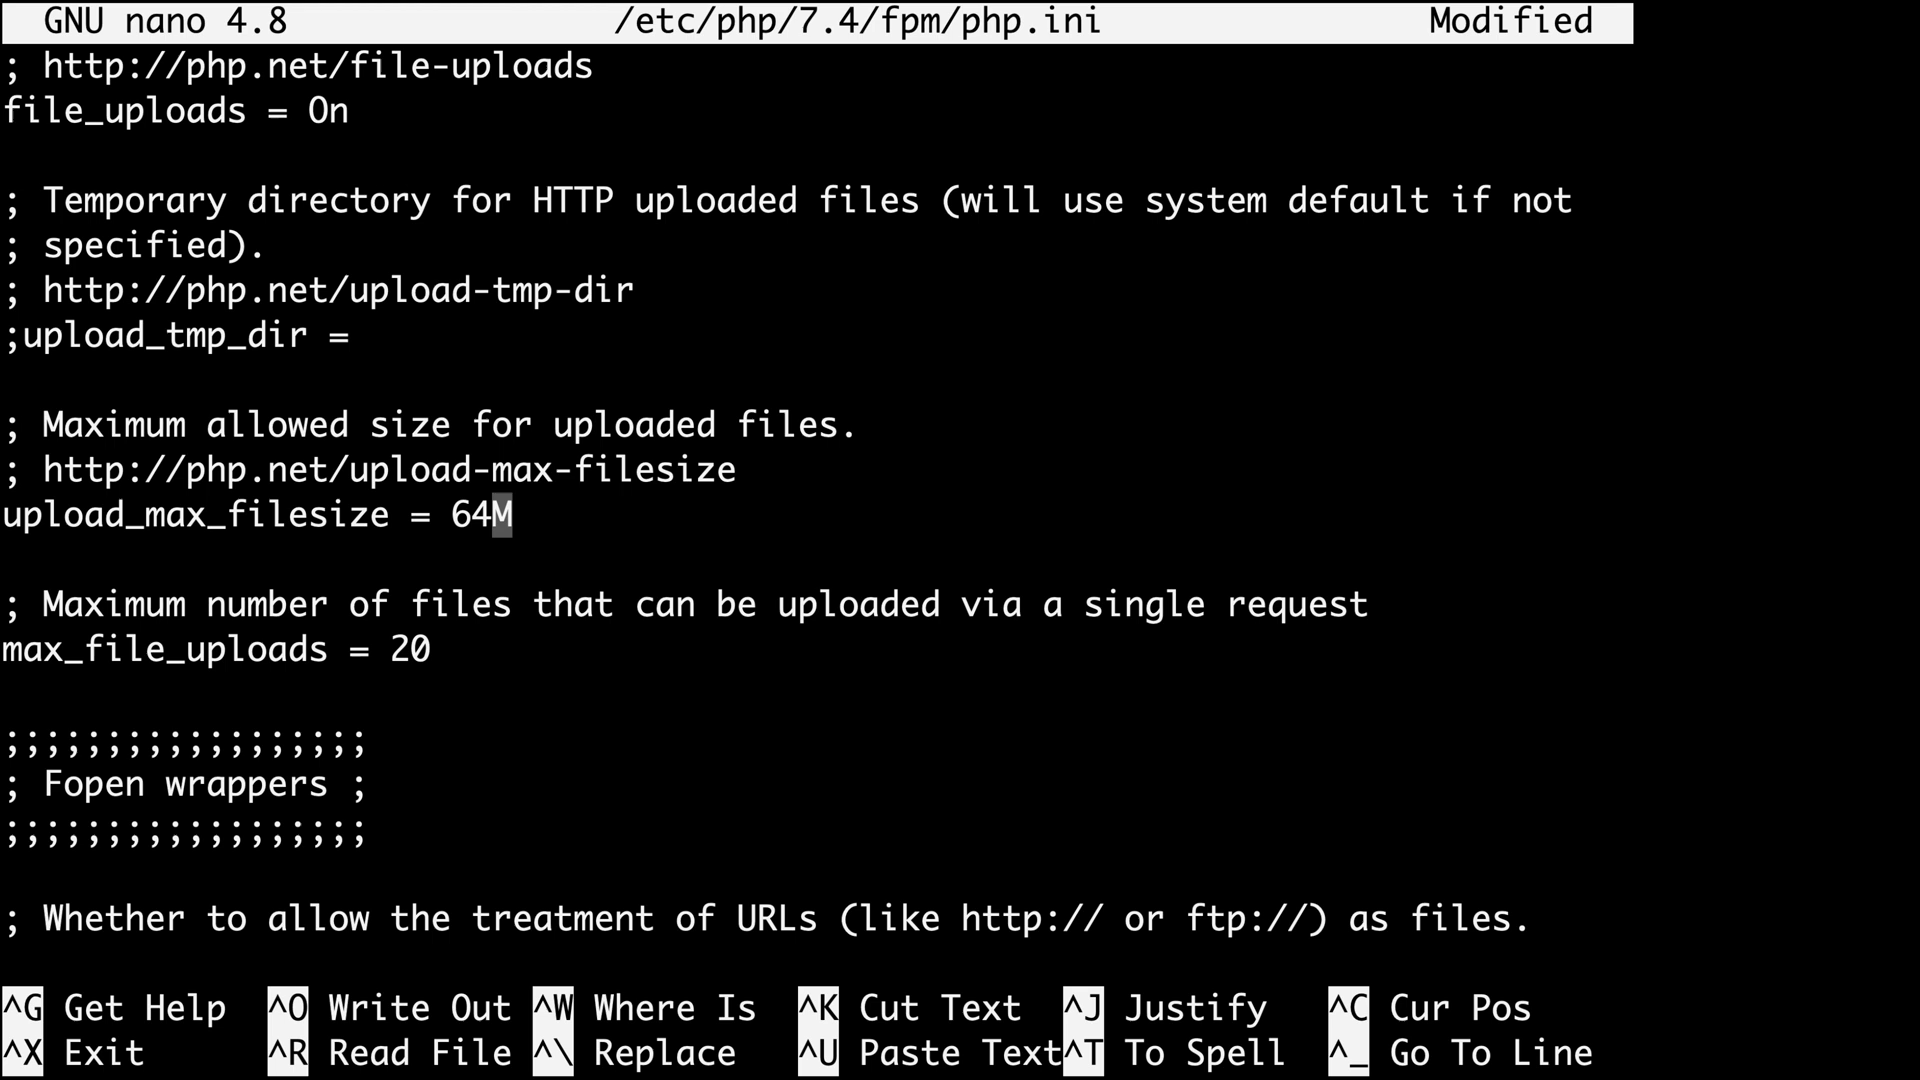 GNU nano 4.8 /etc/php/7.4/fpm/php.ini Modified
; http://php.net/file-uploads
file_uploads = On
; Temporary directory for HTTP uploaded files (will use system default if not
; specified).
; http://php.net/upload-tmp-dir
;upload_tmp_dir =
; Maximum allowed size for uploaded files.
; http://php.net/upload-max-filesize
upload_max_filesize = 64M
; Maximum number of files that can be uploaded via a single request
max_file_uploads = 20
;;;;;;;;;;;;;;;;;;
; Fopen wrappers ;
;;;;;;;;;;;;;;;;;;
; Whether to allow the treatment of URLs (like http:// or ftp://) as files.
^G Get Help ^O Write Out ^W Where Is ^K Cut Text ^J Justify ^C Cur Pos
^X Exit ^R Read File ^\ Replace ^U Paste Text^T To Spell ^_ Go To Line